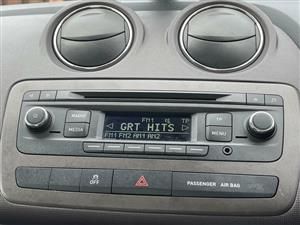 FM1 TP
RADIO
GRT HITS
TP
MEDIA
MENU
FM1 FM2 AM1 AM2
OFF
PASSENGER AIR BAG